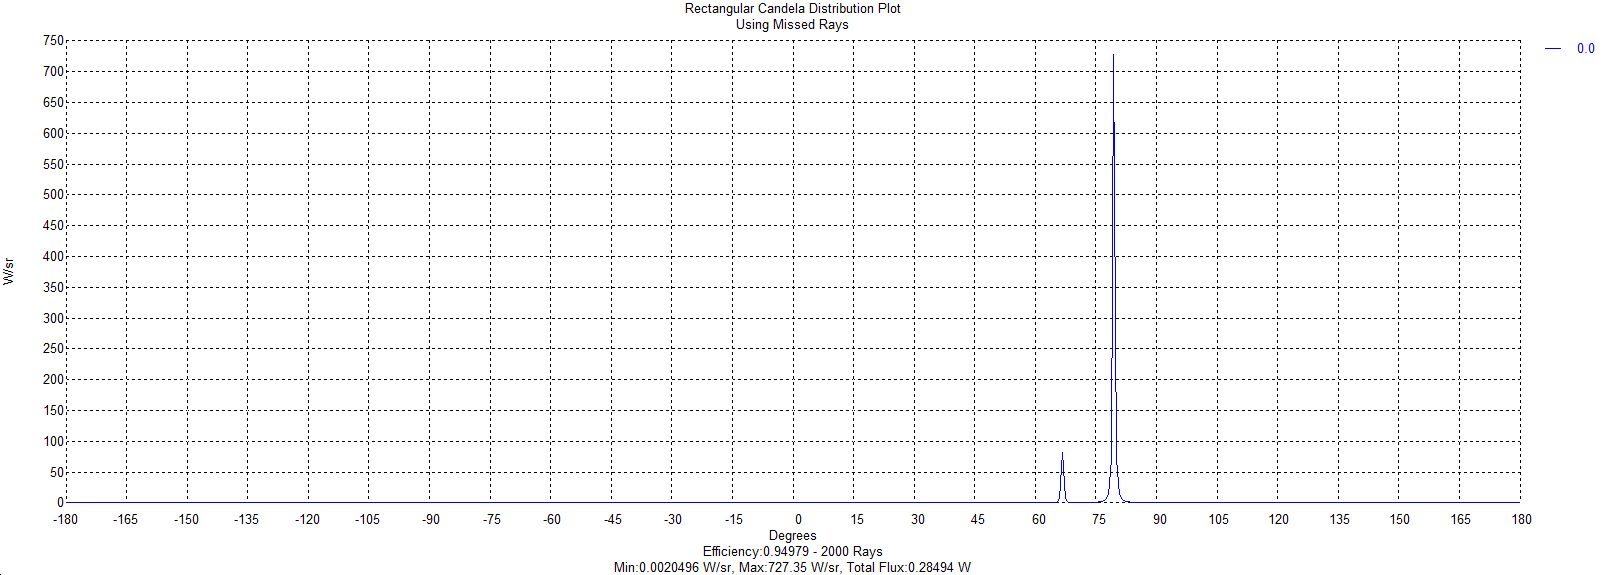 Rectangular Candela Distribution Plot
Using Missed Rays
0.0
750
700
650
600
550
500
450
400
350
300
250
200
150
100
50
0
W/sr
-180 -165 -150 -135 -120 -105 -90 -75 -60 -45 -30 -15 0 15 30 45 60 75 90 105 120 135 150 165 180
Degrees
Efficiency:0.94979 - 2000 Rays
Min:0.0020496 W/sr, Max:727.35 W/sr, Total Flux:0.28494 W